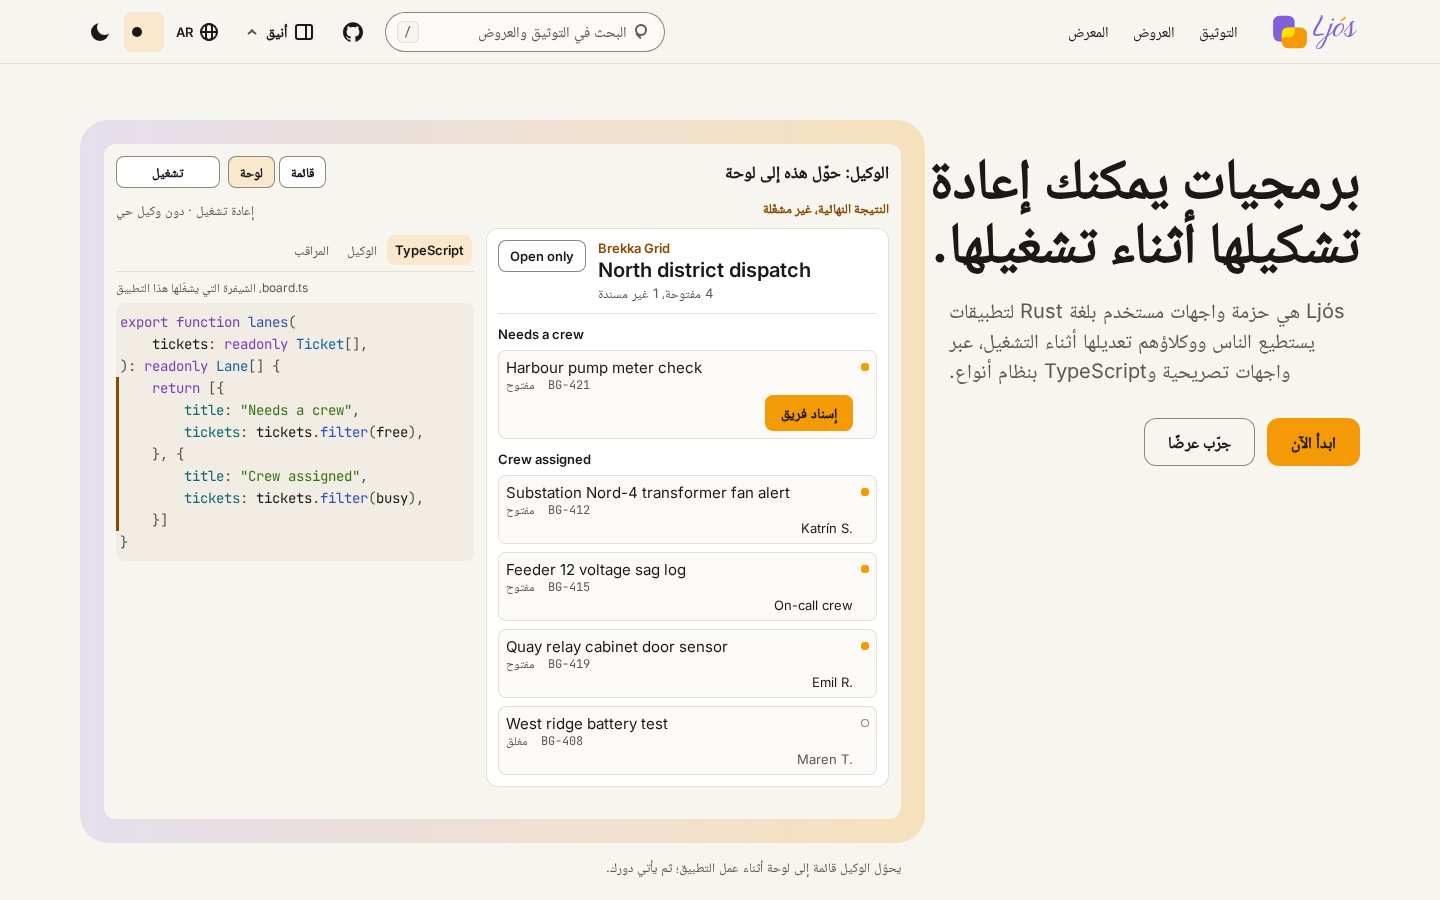 Ljós
التوثيق
العروض
المعرض
البحث في التوثيق والعروض
/
أنيق
AR
برمجيات يمكنك إعادة
تشكيلها أثناء تشغيلها.
Ljós هي حزمة واجهات مستخدم بلغة Rust لتطبيقات
يستطيع الناس ووكلاؤهم تعديلها أثناء التشغيل، عبر
واجهات تصريحية وTypeScript بنظام أنواع.
ابدأ الآن
جرّب عرضًا
الوكيل: حوّل هذه إلى لوحة
قائمة
لوحة
تشغيل
النتيجة النهائية، غير مشغّلة
إعادة تشغيل · دون وكيل حي
Brekka Grid
North district dispatch
4 مفتوحة، 1 غير مسندة
Open only
Needs a crew
Harbour pump meter check
BG-421 مفتوح
إسناد فريق
Crew assigned
Substation Nord-4 transformer fan alert
BG-412 مفتوح
Katrín S.
Feeder 12 voltage sag log
BG-415 مفتوح
On-call crew
Quay relay cabinet door sensor
BG-419 مفتوح
Emil R.
West ridge battery test
BG-408 مغلق
Maren T.
TypeScript
الوكيل
المراقب
board.ts، الشيفرة التي يشغّلها هذا التطبيق
export function lanes(
    tickets: readonly Ticket[],
): readonly Lane[] {
    return [{
        title: "Needs a crew",
        tickets: tickets.filter(free),
    }, {
        title: "Crew assigned",
        tickets: tickets.filter(busy),
    }]
}
يحوّل الوكيل قائمة إلى لوحة أثناء عمل التطبيق؛ ثم يأتي دورك.